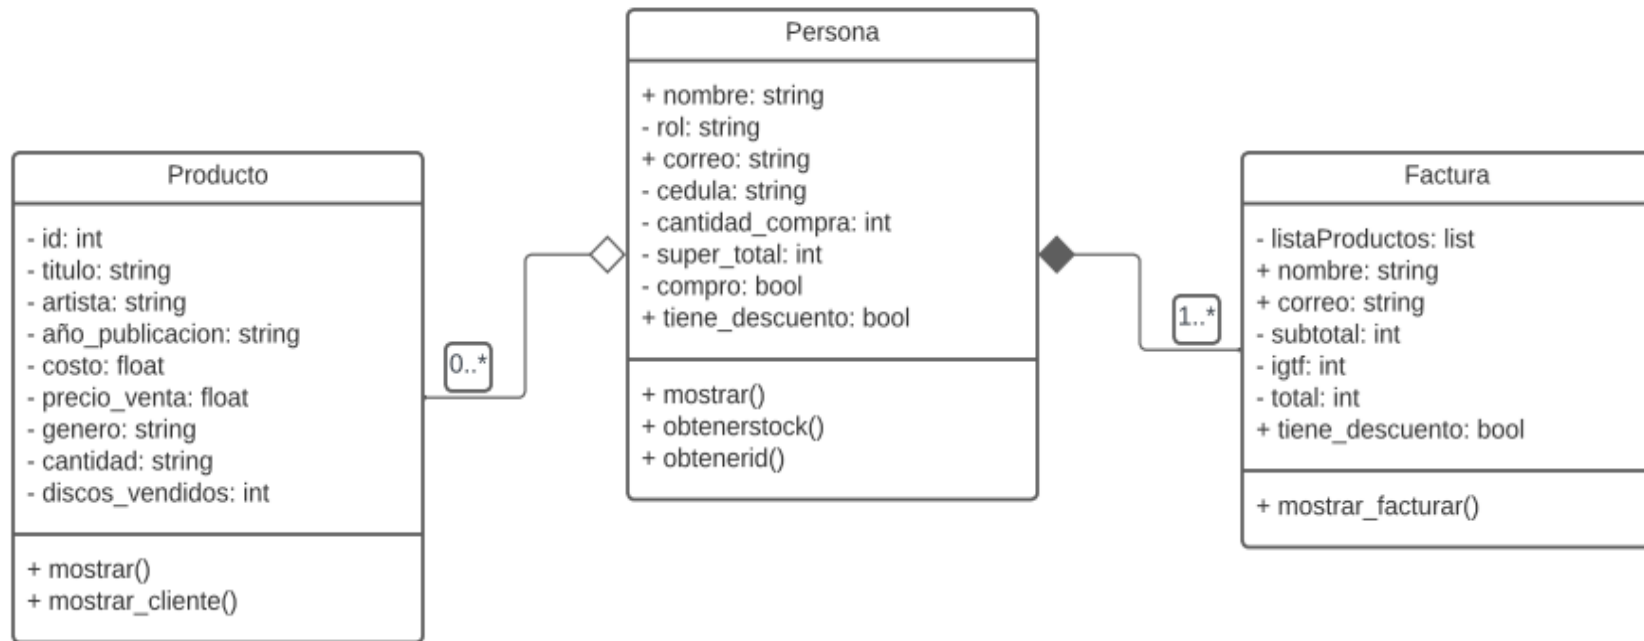 Producto
- id: int
- titulo: string
- artista: string
- año_publicacion: string
- costo: float
- precio_venta: float
- genero: string
- cantidad: string
- discos_vendidos: int
+ mostrar()
+ mostrar_cliente()
0..*
Persona
+ nombre: string
- rol: string
+ correo: string
- cedula: string
- cantidad_compra: int
- super_total: int
- compro: bool
+ tiene_descuento: bool
+ mostrar()
+ obtenerstock()
+ obtenerid()
1..*
Factura
- listaProductos: list
+ nombre: string
+ correo: string
- subtotal: int
- igtf: int
- total: int
+ tiene_descuento: bool
+ mostrar_facturar()